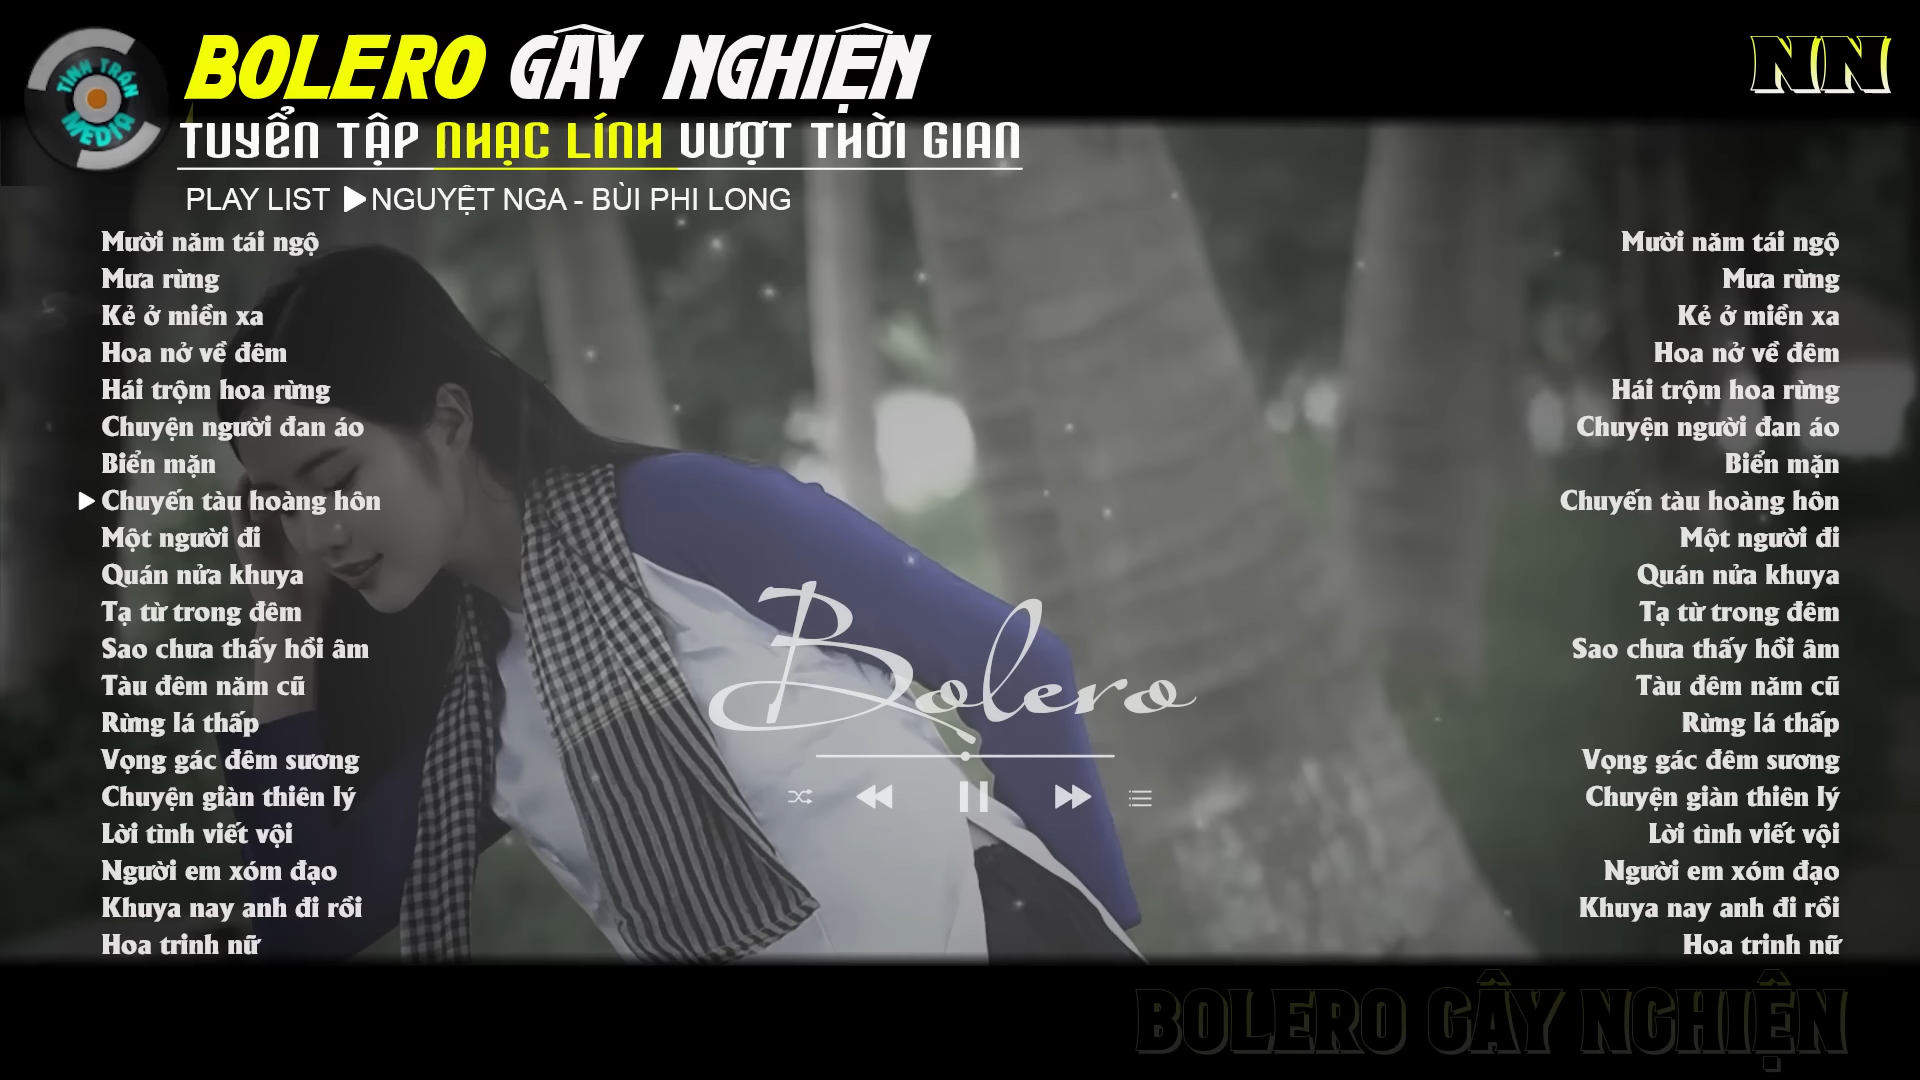 TÌNH TRẦN
MEDIA
BOLERO GÂY NGHIỆN
NN
TUYỂN TẬP NHẠC LÍNH VƯỢT THỜI GIAN
PLAY LIST NGUYỆT NGA - BÙI PHI LONG
Mười năm tái ngộ
Mưa rừng
Kẻ ở miền xa
Hoa nở về đêm
Hái trộm hoa rừng
Chuyện người đan áo
Biển mặn
Chuyến tàu hoàng hôn
Một người đi
Quán nửa khuya
Tạ từ trong đêm
Sao chưa thấy hồi âm
Tàu đêm năm cũ
Rừng lá thấp
Vọng gác đêm sương
Chuyện giàn thiên lý
Lời tình viết vội
Người em xóm đạo
Khuya nay anh đi rồi
Hoa trinh nữ
Bolero
Mười năm tái ngộ
Mưa rừng
Kẻ ở miền xa
Hoa nở về đêm
Hái trộm hoa rừng
Chuyện người đan áo
Biển mặn
Chuyến tàu hoàng hôn
Một người đi
Quán nửa khuya
Tạ từ trong đêm
Sao chưa thấy hồi âm
Tàu đêm năm cũ
Rừng lá thấp
Vọng gác đêm sương
Chuyện giàn thiên lý
Lời tình viết vội
Người em xóm đạo
Khuya nay anh đi rồi
Hoa trinh nữ
BOLERO GÂY NGHIỆN